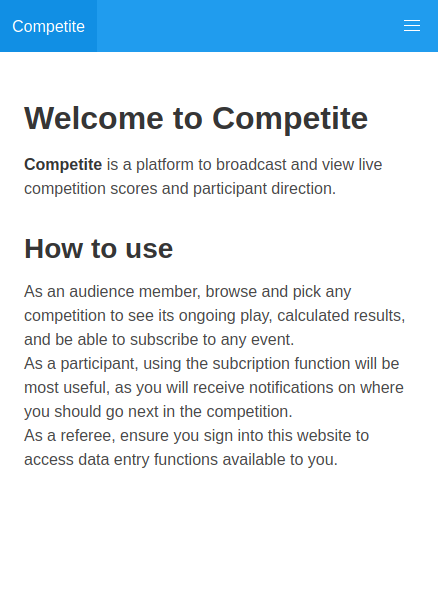 Competite
Welcome to Competite
Competite is a platform to broadcast and view live
competition scores and participant direction.
How to use
As an audience member, browse and pick any
competition to see its ongoing play, calculated results,
and be able to subscribe to any event.
As a participant, using the subcription function will be
most useful, as you will receive notifications on where
you should go next in the competition.
As a referee, ensure you sign into this website to
access data entry functions available to you.